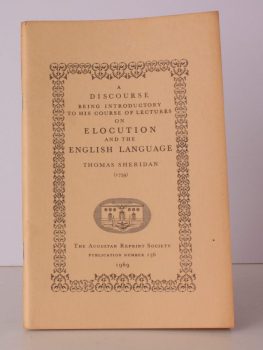 A
DISCOURSE
BEING INTRODUCTORY
TO HIS COURSE OF LECTURES
ON
ELOCUTION
AND THE
ENGLISH LANGUAGE
THOMAS SHERIDAN
(1759)
THE AUGUSTAN REPRINT SOCIETY
PUBLICATION NUMBER 136
1969